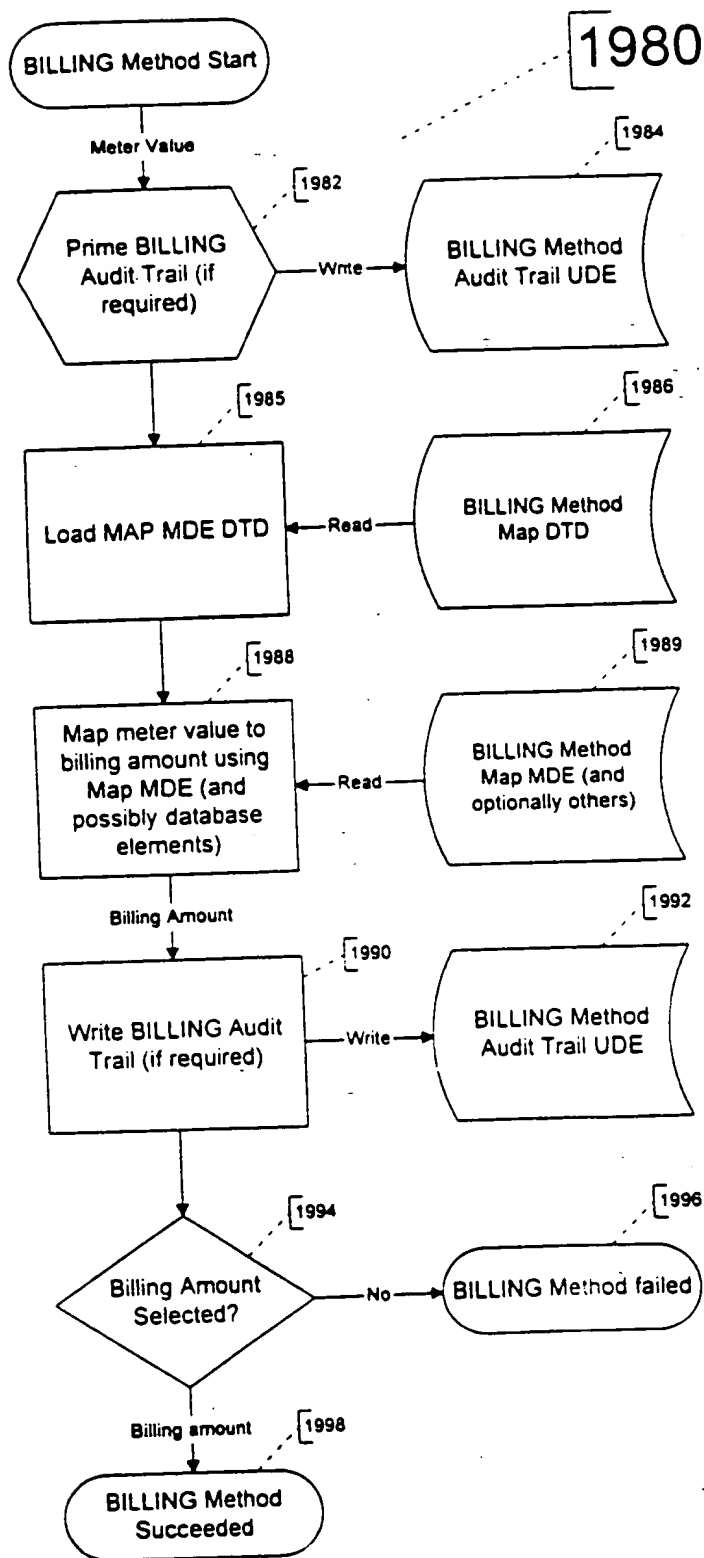 1980
BILLING Method Start
Meter Value
1982
1984
Prime BILLING
Audit Trail (if
required)
Write
BILLING Method
Audit Trail UDE
1985
1986
Load MAP MDE DTD
Read
BILLING Method
Map DTD
1988
1989
Map meter value to
billing amount using
Map MDE (and
possibly database
elements)
Read
BILLING Method
Map MDE (and
optionally others)
Billing Amount
1990
1992
Write BILLING Audit
Trail (if required)
Write
BILLING Method
Audit Trail UDE
1994
1996
Billing Amount
Selected?
No
BILLING Method failed
Billing amount
1998
BILLING Method
Succeeded